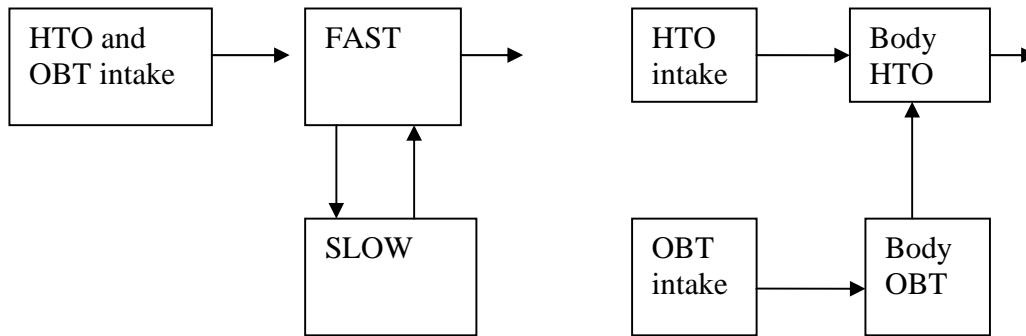 HTO and
OBT intake
FAST
SLOW
HTO
intake
Body
HTO
OBT
intake
Body
OBT